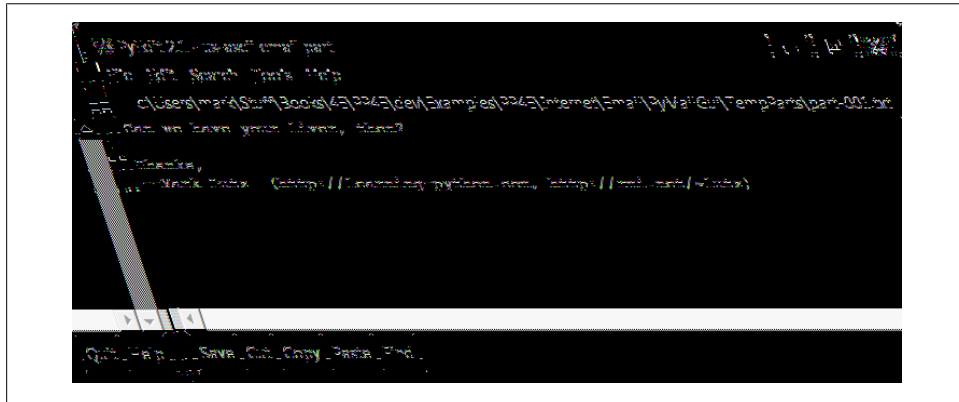 PyEdit 2.1 - email part
File Edit Search Tools Help
c:/Users/mark/Stuff/Books/4E/PP4E/dev/Examples/PP4E/Internet/Email/PyMailGui/TempParts/part-001.txt
Can we have your liver, then?
Thanks,
--Mark Lutz (http://learning-python.com, http://rmi.net/~lutz)
Quit Help Save Cut Copy Paste Find